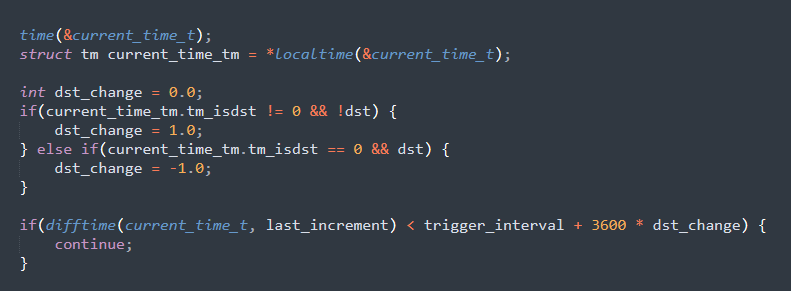 time(&current_time_t);
struct tm current_time_tm = *localtime(&current_time_t);

int dst_change = 0.0;
if(current_time_tm.tm_isdst != 0 && !dst) {
    dst_change = 1.0;
} else if(current_time_tm.tm_isdst == 0 && dst) {
    dst_change = -1.0;
}

if(difftime(current_time_t, last_increment) < trigger_interval + 3600 * dst_change) {
    continue;
}